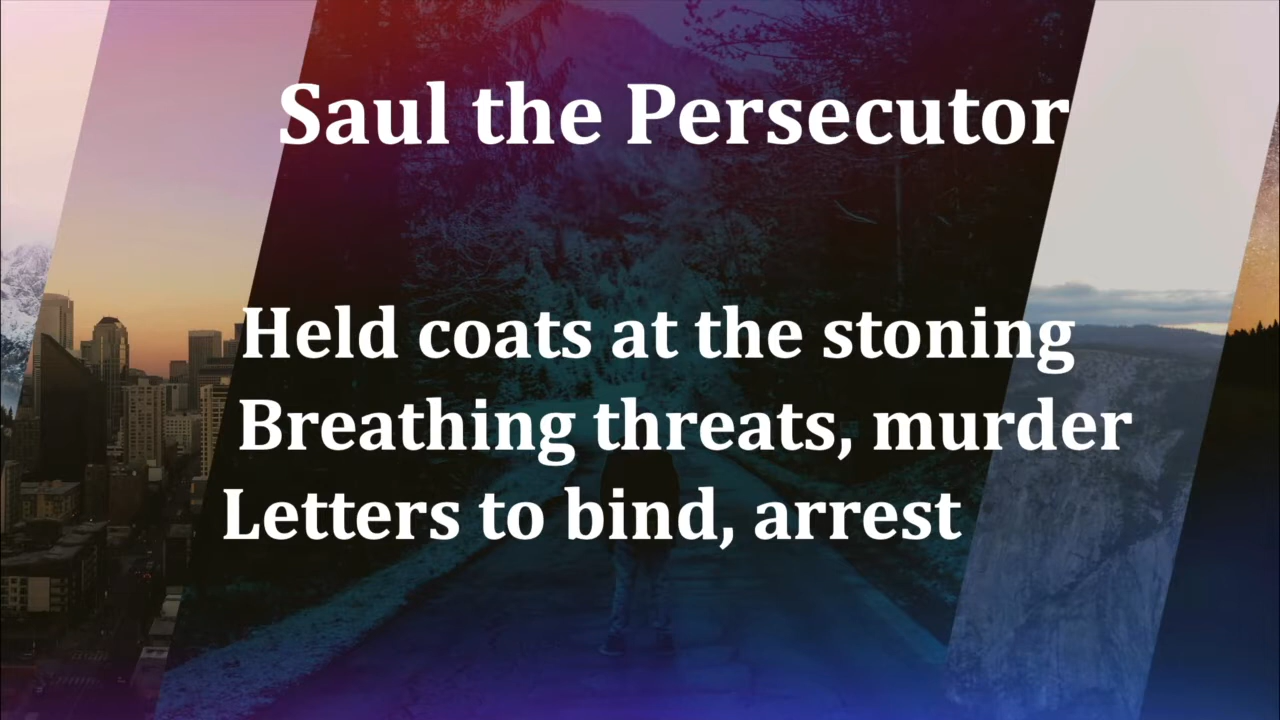 Saul the Persecutor
Held coats at the stoning
Breathing threats, murder
Letters to bind, arrest